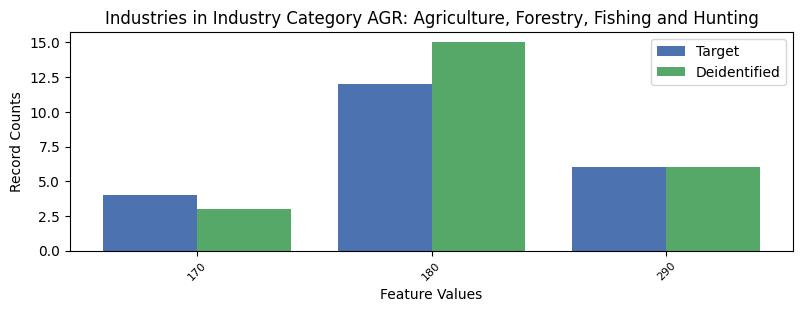 Industries in Industry Category AGR: Agriculture, Forestry, Fishing and Hunting
Target
Deidentified
Record Counts
15.0
12.5
10.0
7.5
5.0
2.5
0.0
170
180
290
Feature Values